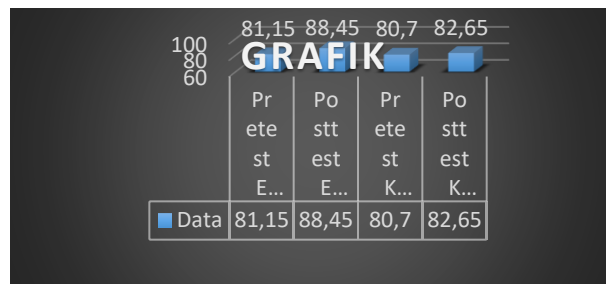 GRAFIK
81,15 88,45 80,7 82,65
100
80
60
Pr Po Pr Po
ete stt ete stt
st est st est
E... E... K... K...
Data 81,15 88,45 80,7 82,65